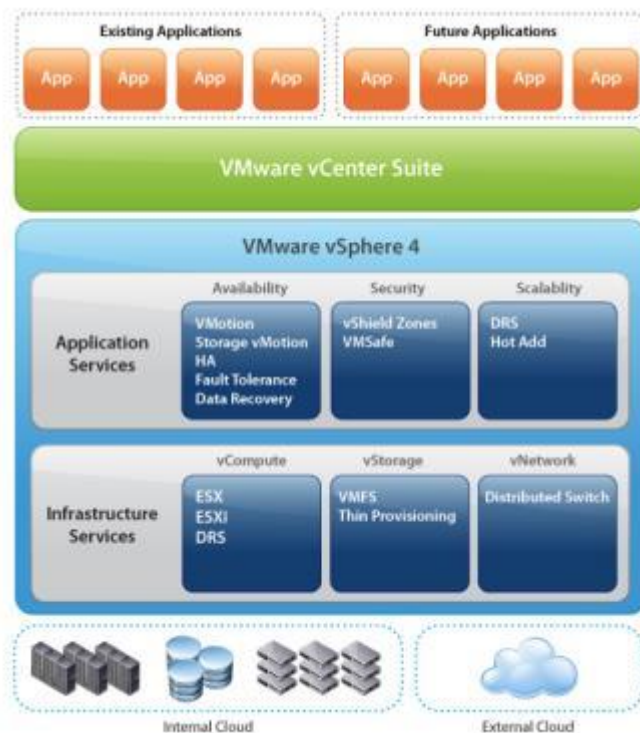 Existing Applications
Future Applications
App App App App
App App App App
VMware vCenter Suite
VMware vSphere 4
Availability
Security
Scalablity
Application
Services
VMotion
Storage vMotion
HA
Fault Tolerance
Data Recovery
vShield Zones
VMSafe
DRS
Hot Add
vCompute
vStorage
vNetwork
Infrastructure
Services
ESX
ESXi
DRS
VMFS
Thin Provisioning
Distributed Switch
Internal Cloud
External Cloud